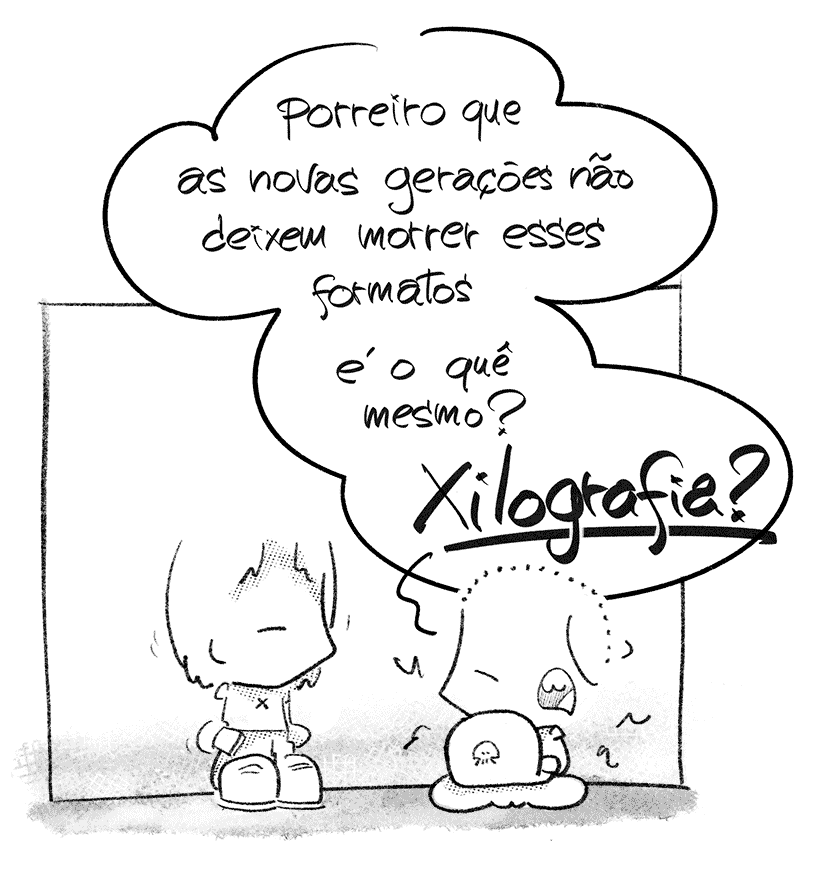 Porreiro que
as novas gerações não
deixem morrer esses
formatos
é o quê
mesmo?
Xilografia?